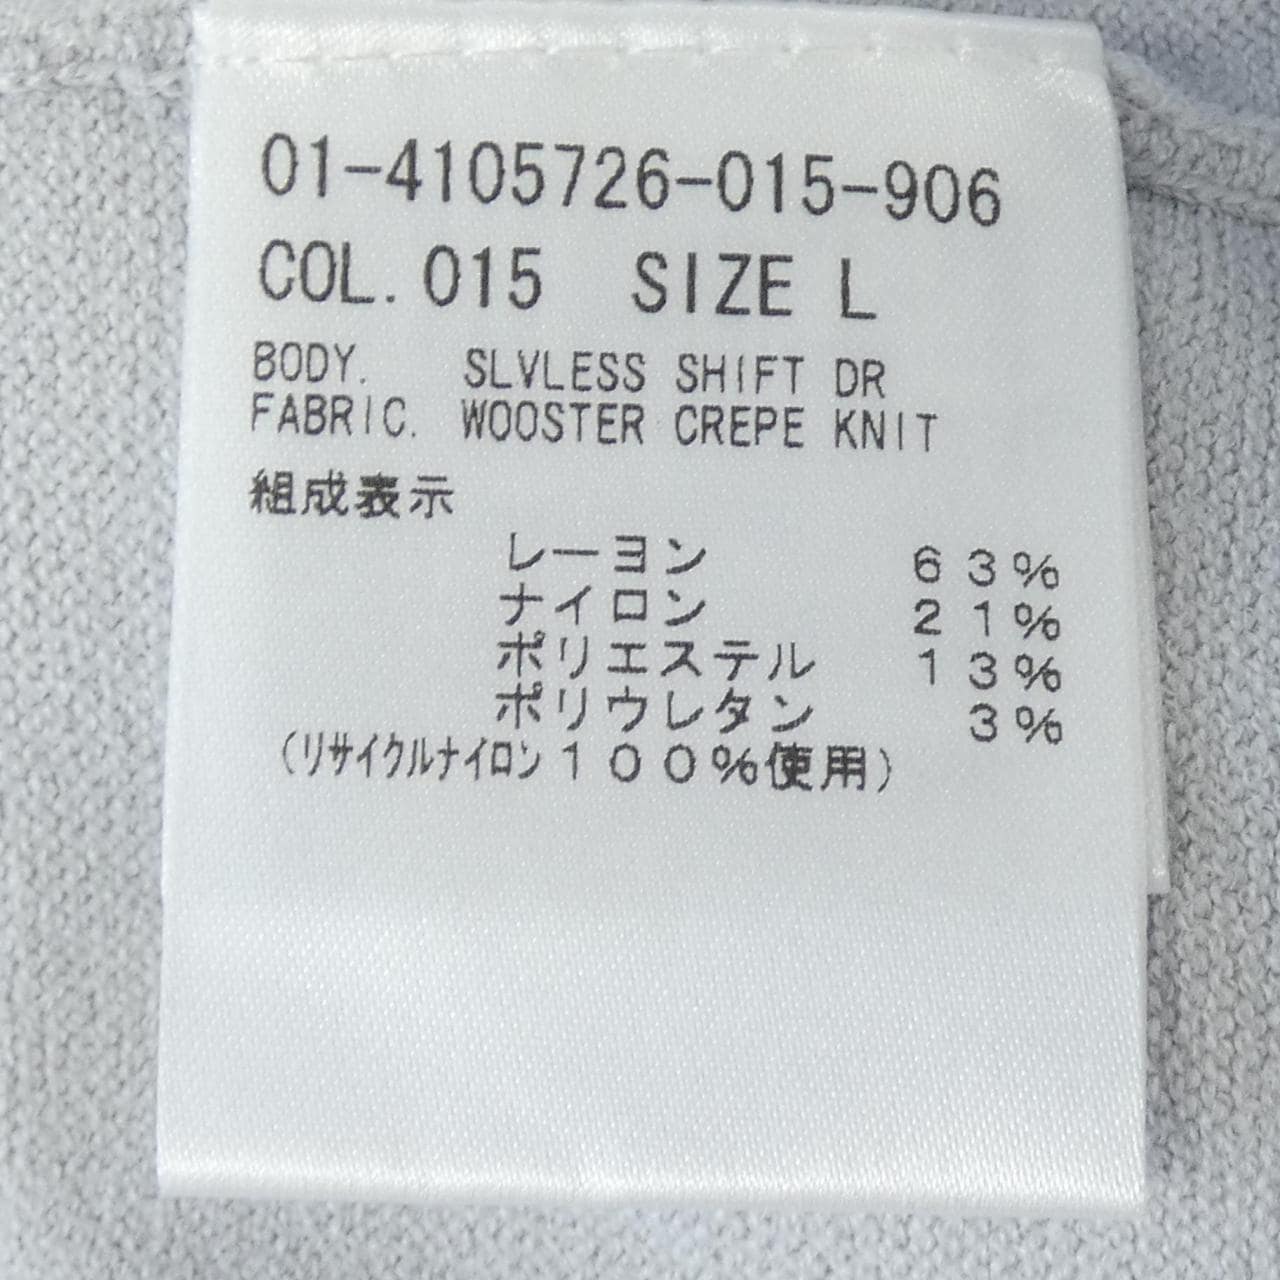 01-4105726-015-906
COL. 015 SIZE L
BODY. SLVLESS SHIFT DR
FABRIC. WOOSTER CREPE KNIT
組成表示
レーヨン 63%
ナイロン 21%
ポリエステル 13%
ポリウレタン 3%
(リサイクルナイロン100%使用)